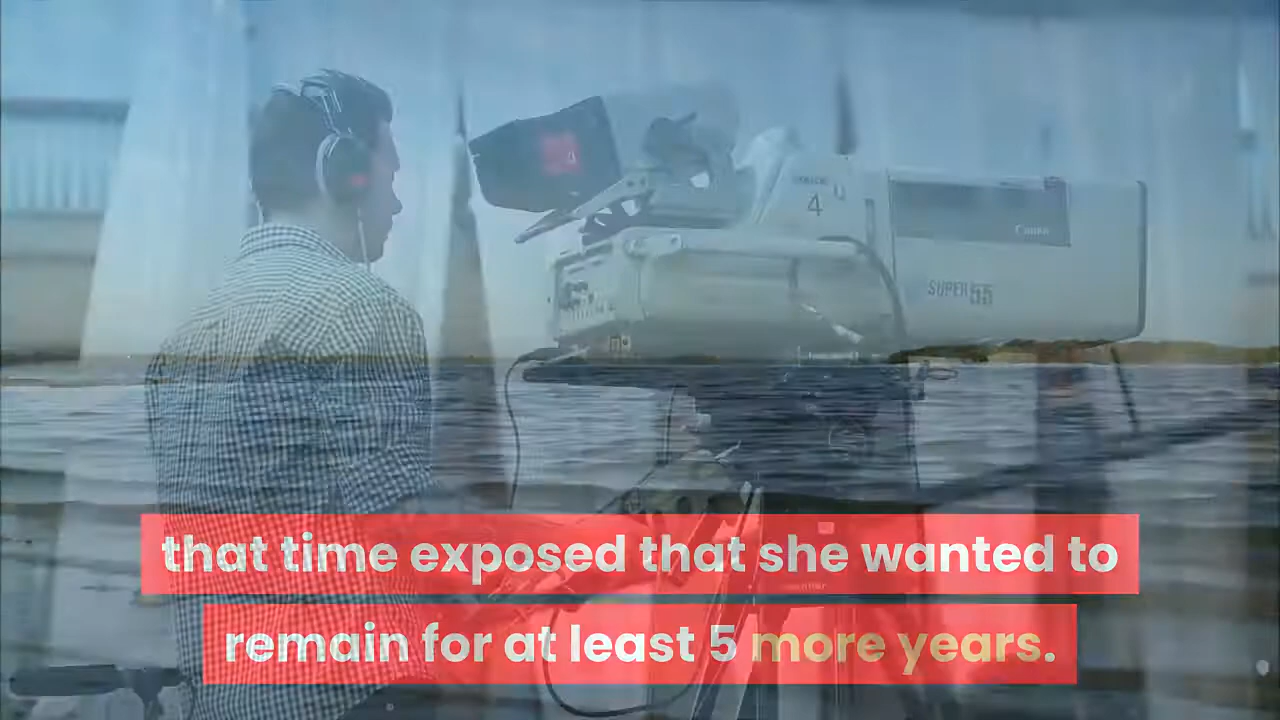 4
Canon
SUPER 55
that time exposed that she wanted to
remain for at least 5 more years.